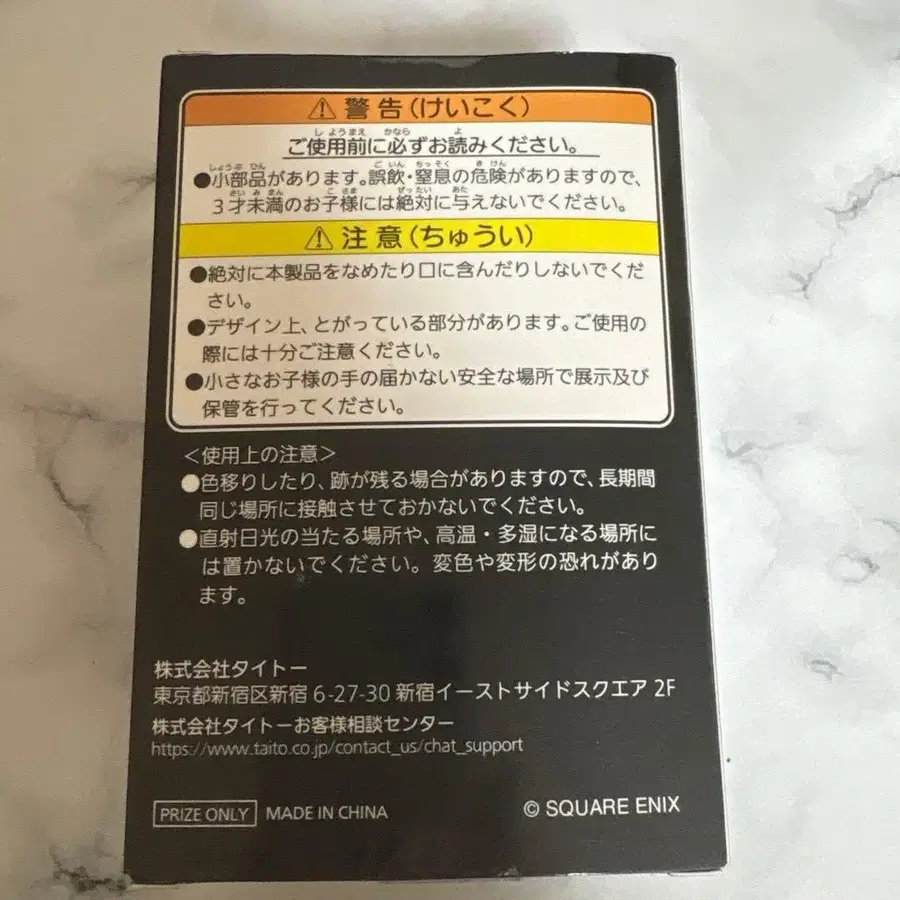 ⚠ 警告(けいこく)
ご使用前に必ずお読みください。
●小部品があります。誤飲・窒息の危険がありますので、
3才未満のお子様には絶対に与えないでください。
⚠ 注意(ちゅうい)
●絶対に本製品をなめたり口に含んだりしないでくだ
さい。
●デザイン上、とがっている部分があります。ご使用の
際には十分ご注意ください。
●小さなお子様の手の届かない安全な場所で展示及び
保管を行ってください。
<使用上の注意>
●色移りしたり、跡が残る場合がありますので、長期間
同じ場所に接触させておかないでください。
●直射日光の当たる場所や、高温・多湿になる場所に
は置かないでください。変色や変形の恐れがあり
ます。
株式会社タイトー
東京都新宿区新宿 6-27-30 新宿イーストサイドスクエア 2F
株式会社タイトーお客様相談センター
https://www.taito.co.jp/contact_us/chat_support
PRIZE ONLY MADE IN CHINA
© SQUARE ENIX